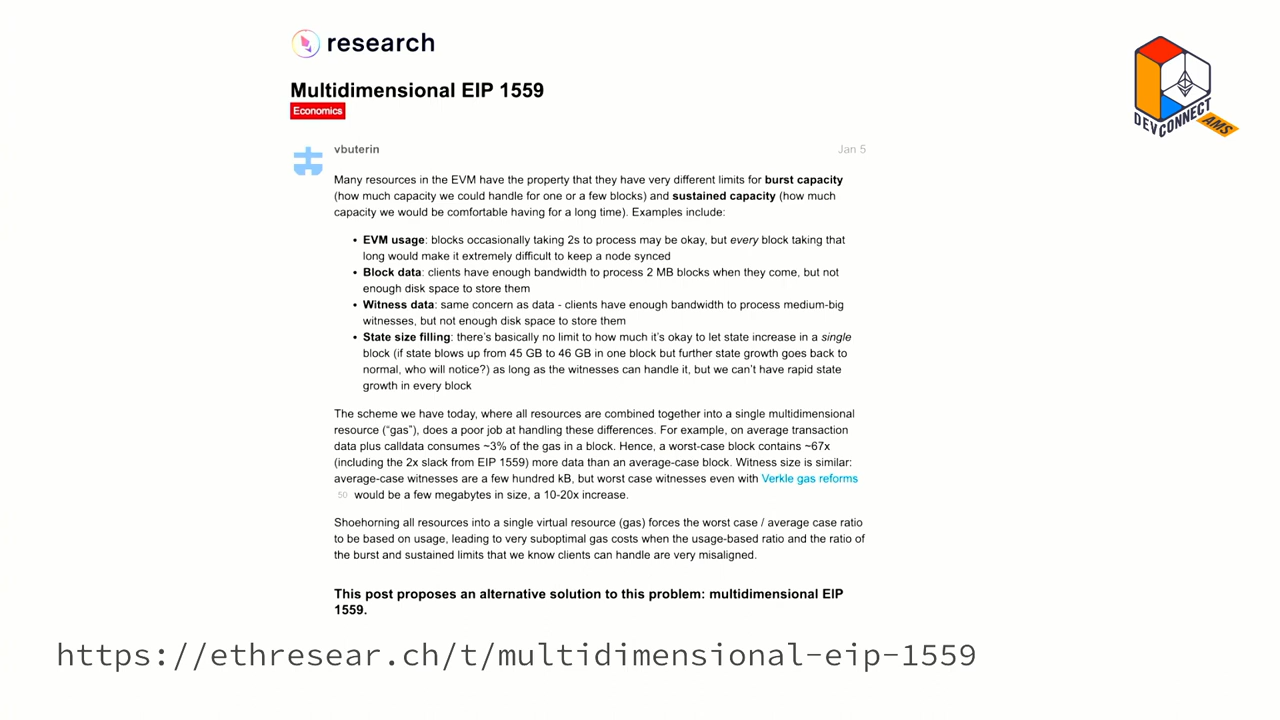 research
Multidimensional EIP 1559
Economics
vbuterin
Jan 5
Many resources in the EVM have the property that they have very different limits for burst capacity
(how much capacity we could handle for one or a few blocks) and sustained capacity (how much
capacity we would be comfortable having for a long time). Examples include:
• EVM usage: blocks occasionally taking 2s to process may be okay, but every block taking that
long would make it extremely difficult to keep a node synced
• Block data: clients have enough bandwidth to process 2 MB blocks when they come, but not
enough disk space to store them
• Witness data: same concern as data - clients have enough bandwidth to process medium-big
witnesses, but not enough disk space to store them
• State size filling: there's basically no limit to how much it's okay to let state increase in a single
block (if state blows up from 45 GB to 46 GB in one block but further state growth goes back to
normal, who will notice?) as long as the witnesses can handle it, but we can't have rapid state
growth in every block
The scheme we have today, where all resources are combined together into a single multidimensional
resource ("gas"), does a poor job at handling these differences. For example, on average transaction
data plus calldata consumes ~3% of the gas in a block. Hence, a worst-case block contains ~67x
(including the 2x slack from EIP 1559) more data than an average-case block. Witness size is similar:
average-case witnesses are a few hundred kB, but worst case witnesses even with Verkle gas reforms
50 would be a few megabytes in size, a 10-20x increase.
Shoehorning all resources into a single virtual resource (gas) forces the worst case / average case ratio
to be based on usage, leading to very suboptimal gas costs when the usage-based ratio and the ratio of
the burst and sustained limits that we know clients can handle are very misaligned.
This post proposes an alternative solution to this problem: multidimensional EIP
1559.
https://ethresear.ch/t/multidimensional-eip-1559
DEVCONNECT
AMS